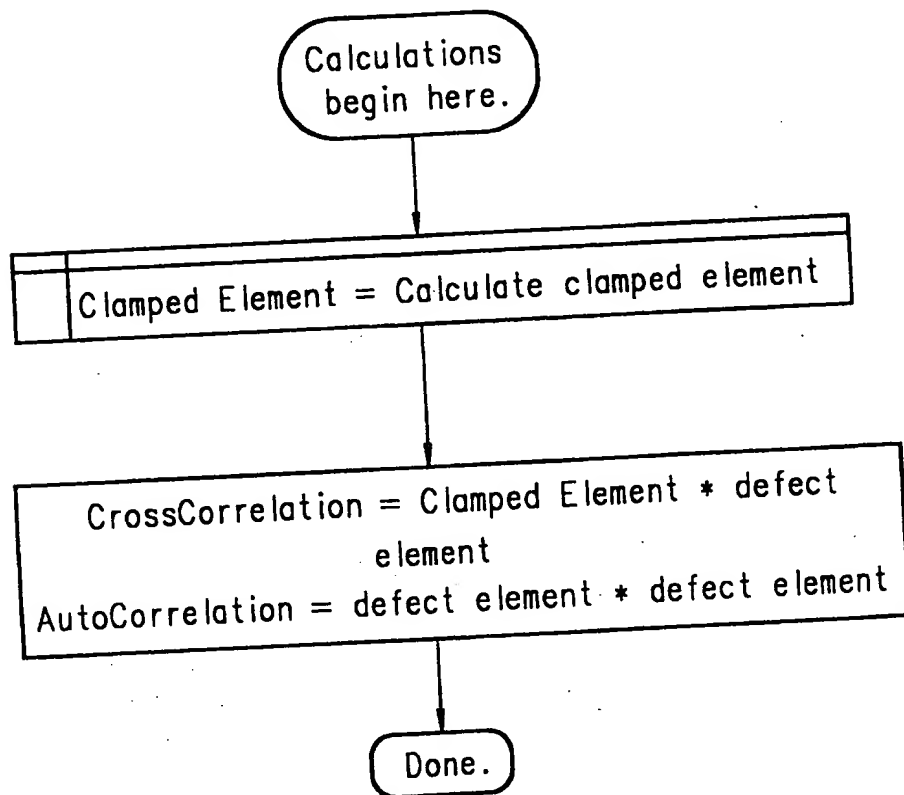 Calculations
begin here.
Clamped Element = Calculate clamped element
CrossCorrelation = Clamped Element * defect
element
AutoCorrelation = defect element * defect element
Done.